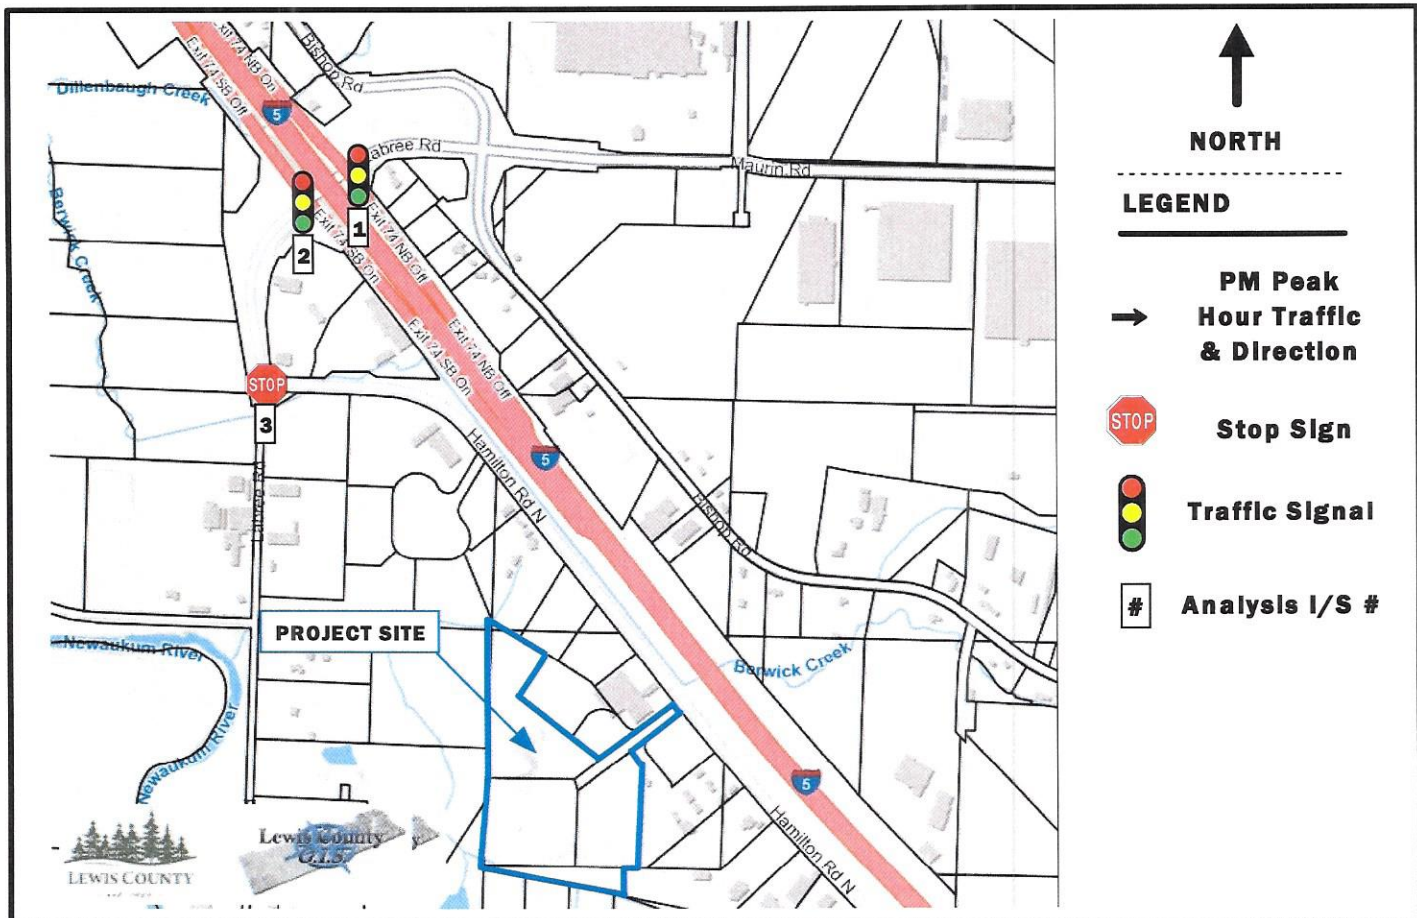 Exit 74 NB On
Exit 74 SB Off
Bishop Rd
Dillenbaugh Creek
5
Labree Rd
Maurin Rd
1
2
Exit 74 SB On
Exit 74 NB Off
Berwick Creek
Exit 74 SB On
Exit 74 NB Off
STOP
3
Hamilton Rd N
5
Labree Rd
Bishop Rd
PROJECT SITE
Newaukum River
Berwick Creek
Newaukum River
5
Hamilton Rd N
LEWIS COUNTY
Lewis County
G.I.S.
NORTH
LEGEND
PM Peak
Hour Traffic
& Direction
STOP
Stop Sign
Traffic Signal
#
Analysis I/S #